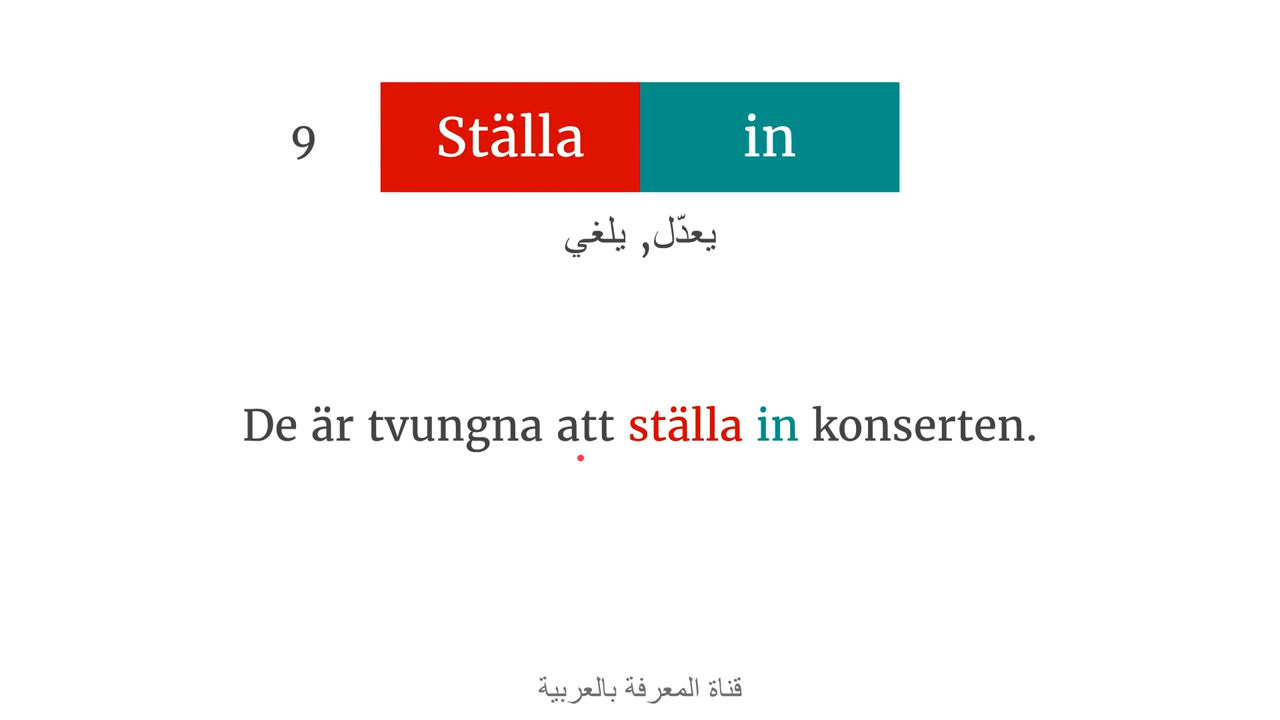 9 Ställa in
يعدّل, يلغي
De är tvungna att ställa in konserten.
قناة المعرفة بالعربية